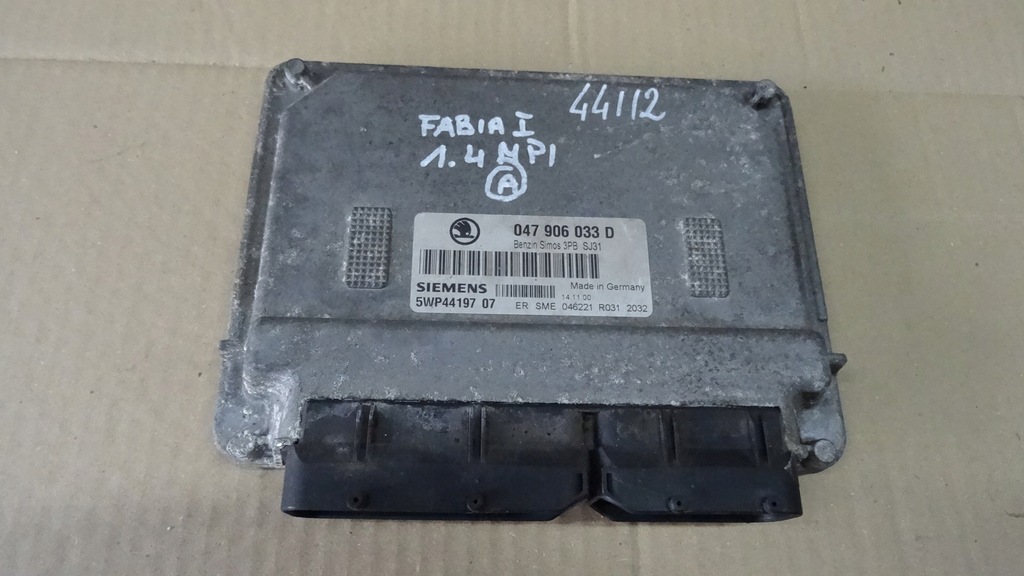 44112
FABIA I
1.4 MPI
A
047 906 033 D
Benzin Simos 3PB SJ31
SIEMENS
Made in Germany
14.11.00
5WP44197 07
ER SME 046221 R031 2032